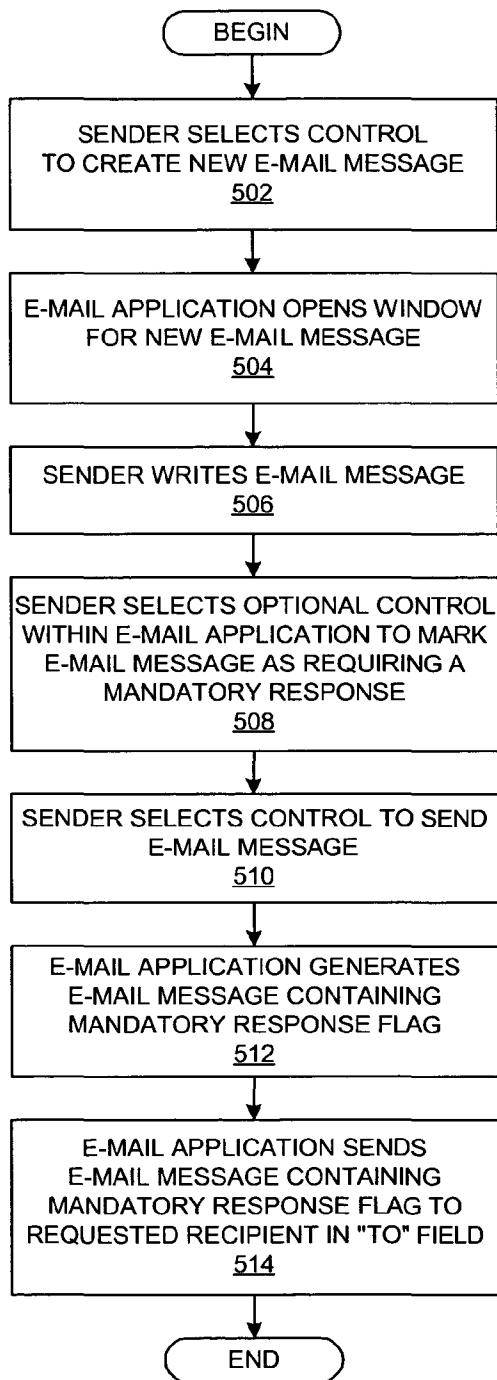 BEGIN
SENDER SELECTS CONTROL
TO CREATE NEW E-MAIL MESSAGE
502
E-MAIL APPLICATION OPENS WINDOW
FOR NEW E-MAIL MESSAGE
504
SENDER WRITES E-MAIL MESSAGE
506
SENDER SELECTS OPTIONAL CONTROL
WITHIN E-MAIL APPLICATION TO MARK
E-MAIL MESSAGE AS REQUIRING A
MANDATORY RESPONSE
508
SENDER SELECTS CONTROL TO SEND
E-MAIL MESSAGE
510
E-MAIL APPLICATION GENERATES
E-MAIL MESSAGE CONTAINING
MANDATORY RESPONSE FLAG
512
E-MAIL APPLICATION SENDS
E-MAIL MESSAGE CONTAINING
MANDATORY RESPONSE FLAG TO
REQUESTED RECIPIENT IN "TO" FIELD
514
END